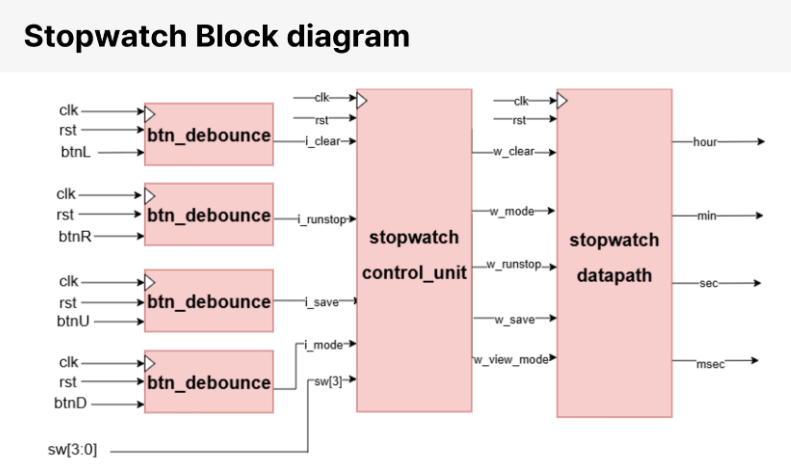 Stopwatch Block diagram
clk
rst
btnL
btn_debounce
clk
rst
btnR
btn_debounce
clk
rst
btnU
btn_debounce
clk
rst
btnD
btn_debounce
sw[3:0]
clk
rst
i_clear
i_runstop
i_save
i_mode
sw[3]
stopwatch
control_unit
clk
rst
w_clear
w_mode
w_runstop
w_save
w_view_mode
stopwatch
datapath
hour
min
sec
msec